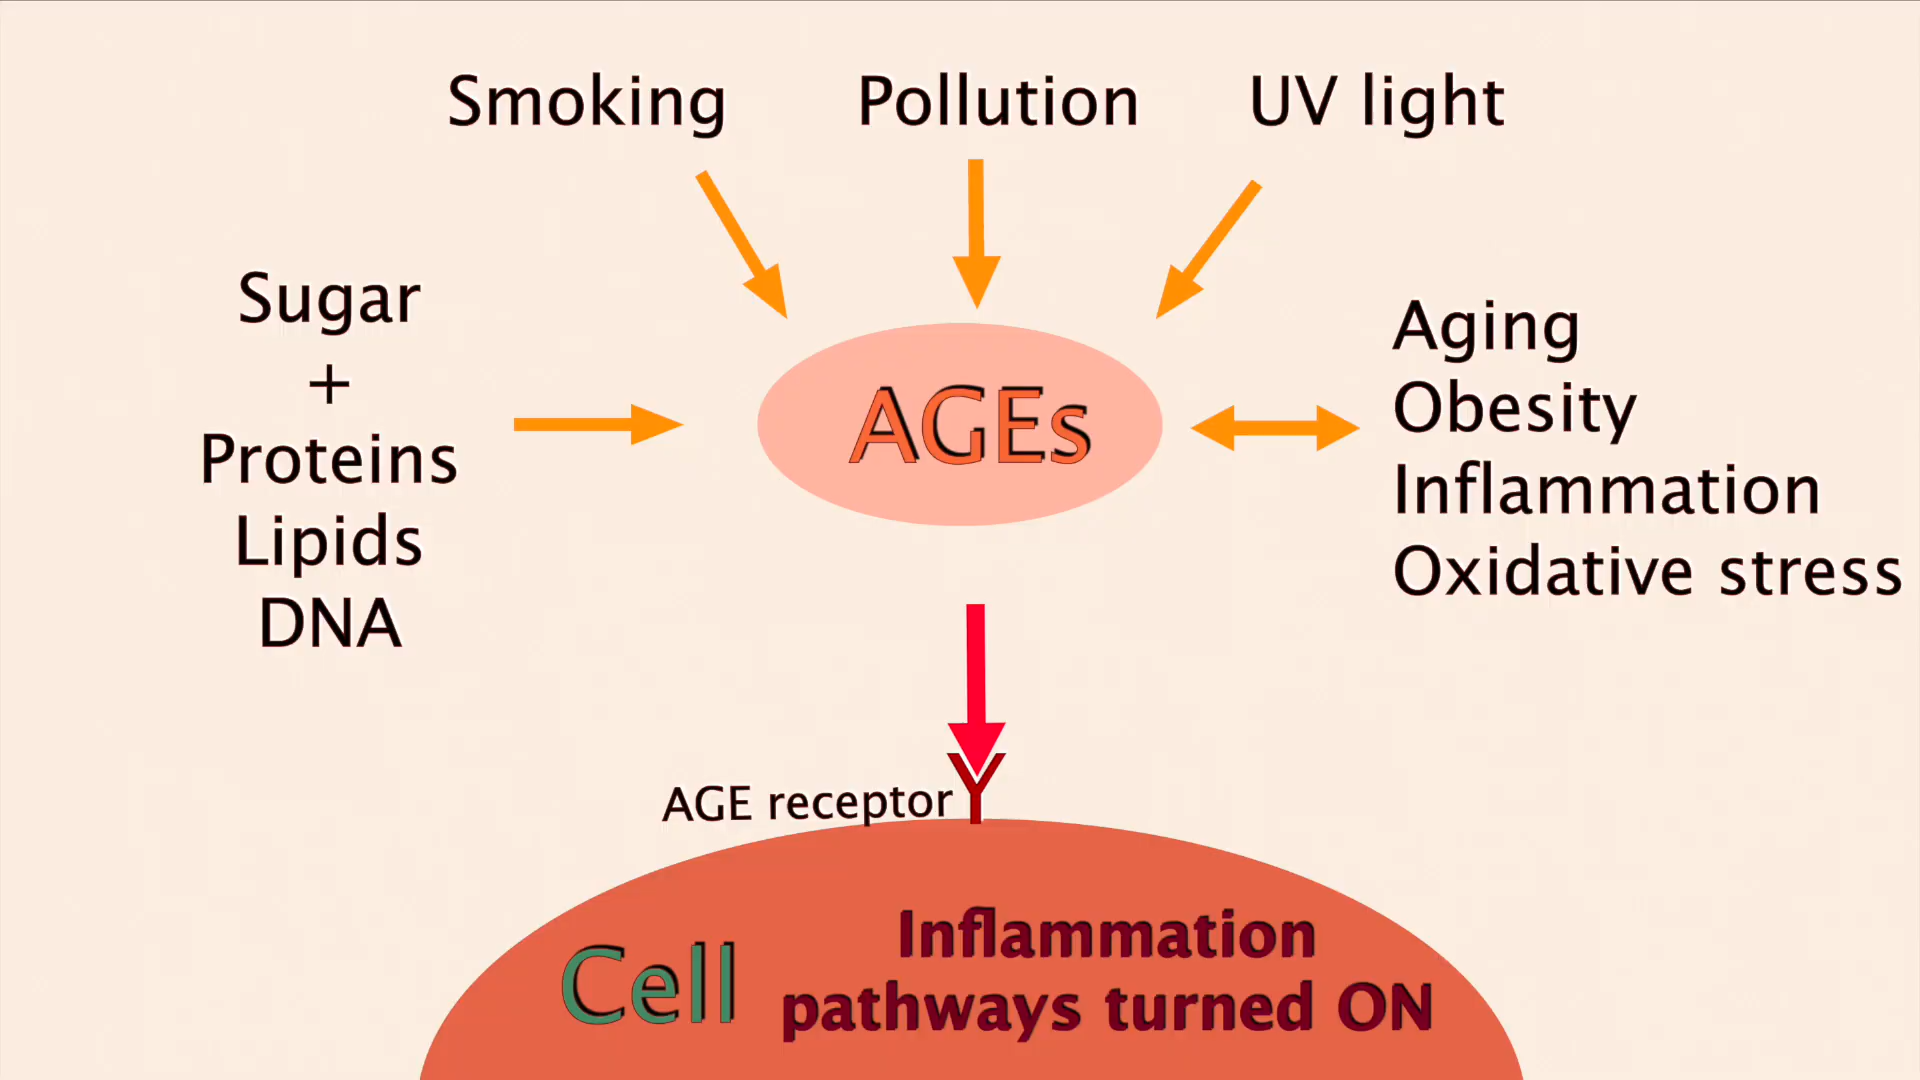 Smoking
Pollution
UV light
Sugar
+
Proteins
Lipids
DNA
AGEs
Aging
Obesity
Inflammation
Oxidative stress
AGE receptor
Cell
Inflammation
pathways turned ON